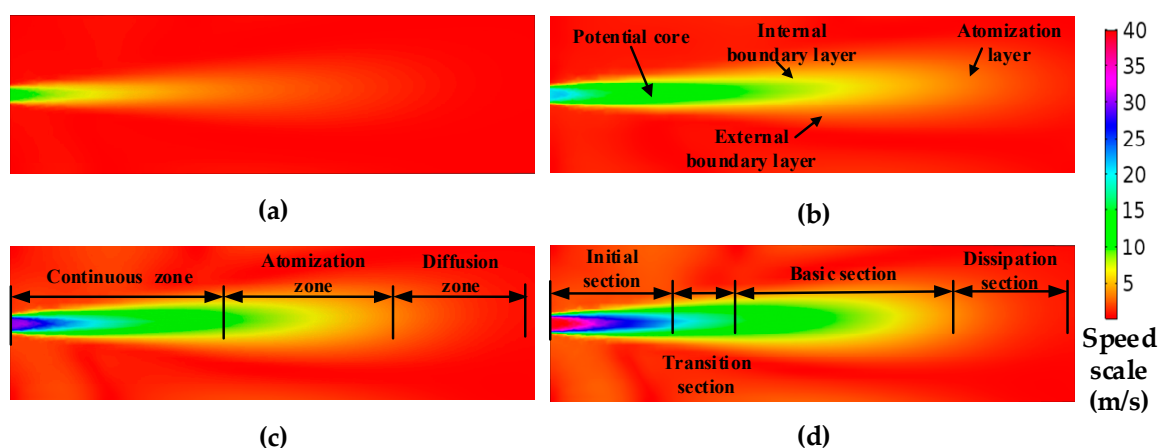 Potential core
Internal
boundary layer
Atomization
layer
External
boundary layer
(a)
(b)
40
35
30
25
20
15
10
5
Speed
scale
(m/s)
Continuous zone
Atomization
zone
Diffusion
zone
Initial
section
Basic section
Dissipation
section
Transition
section
(c)
(d)